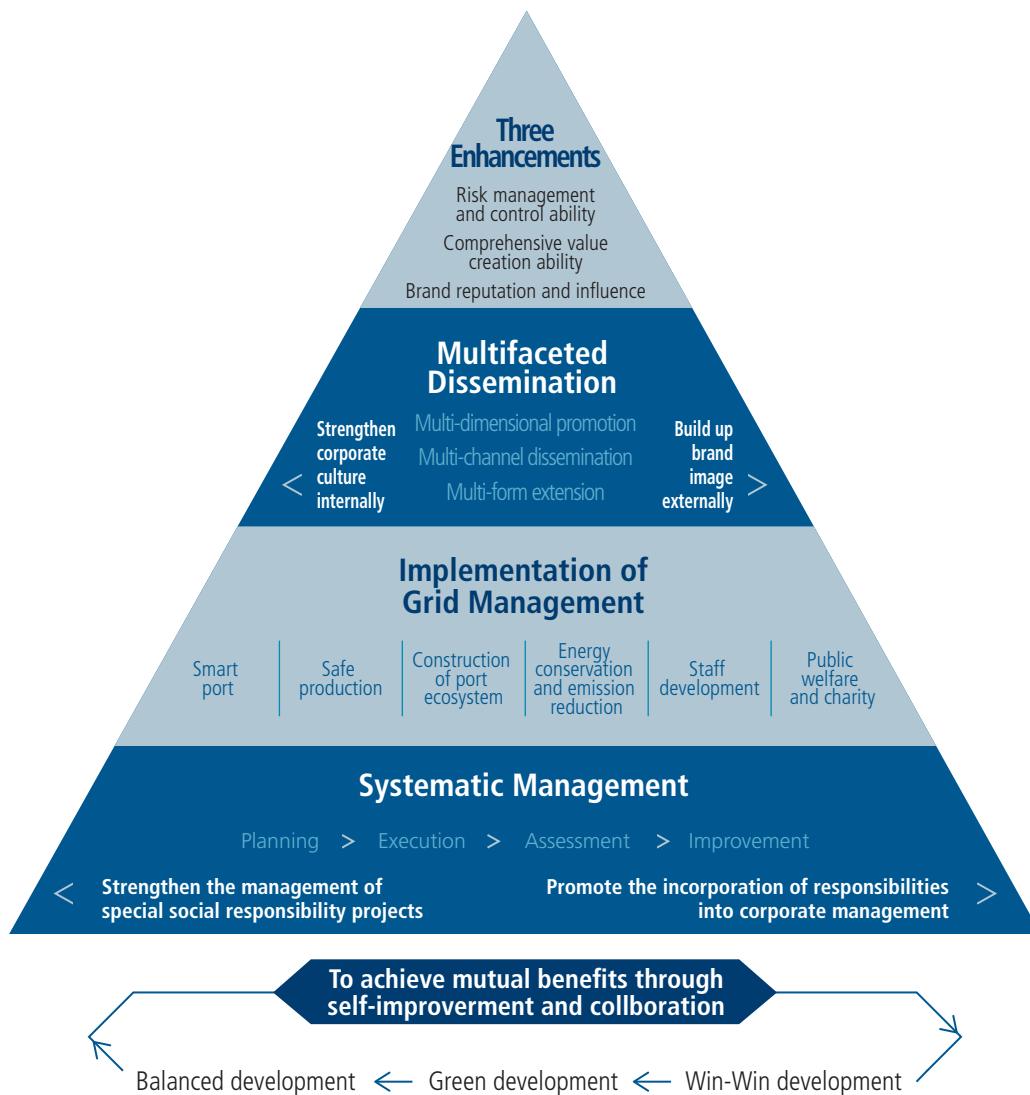 Three
Enhancements
Risk management
and control ability
Comprehensive value
creation ability
Brand reputation and influence
Multifaceted
Dissemination
Strengthen
corporate
culture
internally
Multi-dimensional promotion
Multi-channel dissemination
Multi-form extension
Build up
brand
image
externally
<
>
Implementation of
Grid Management
Smart
port
Safe
production
Construction
of port
ecosystem
Energy
conservation
and emission
reduction
Staff
development
Public
welfare
and charity
Systematic Management
Planning > Execution > Assessment > Improvement
<
Strengthen the management of
special social responsibility projects
Promote the incorporation of responsibilities
into corporate management
>
To achieve mutual benefits through
self-improverment and collboration
Balanced development ← Green development ← Win-Win development